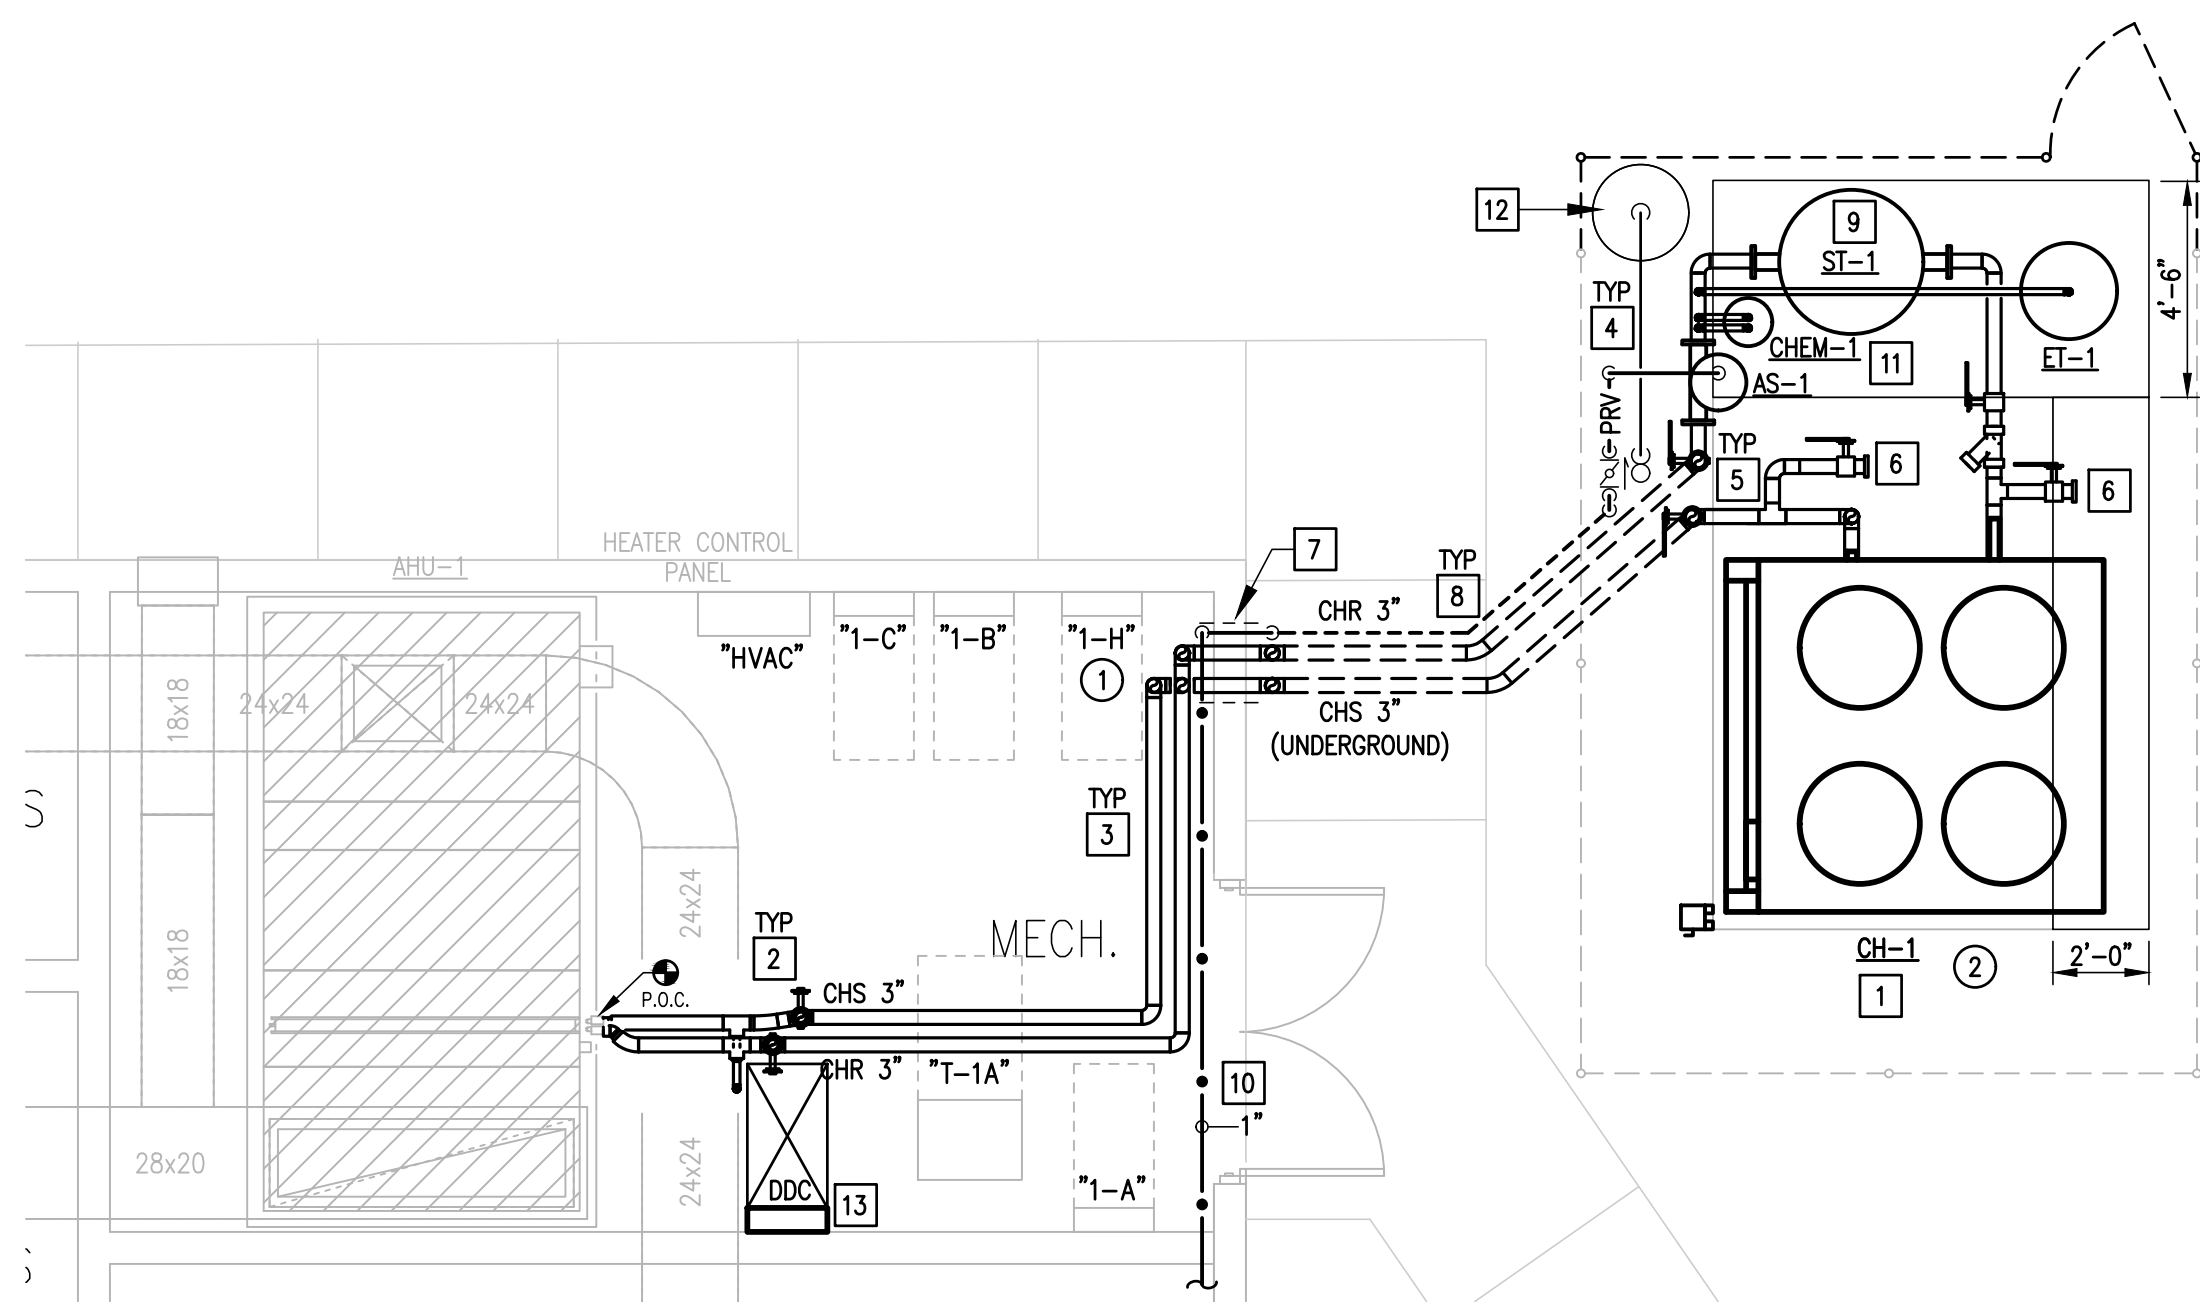 12
9
ST-1
4'-6"
TYP
4
CHEM-1
11
ET-1
AS-1
PRV
TYP
5
6
6
HEATER CONTROL
PANEL
AHU-1
7
TYP
8
CHR 3"
"HVAC"
"1-C"
"1-B"
"1-H"
1
18x18
24x24
24x24
CHS 3"
(UNDERGROUND)
S
TYP
3
24x24
MECH.
TYP
2
18x18
P.O.C.
CHS 3"
CH-1
2
2'-0"
1
CHR 3"
"T-1A"
10
1"
28x20
24x24
DDC
13
"1-A"